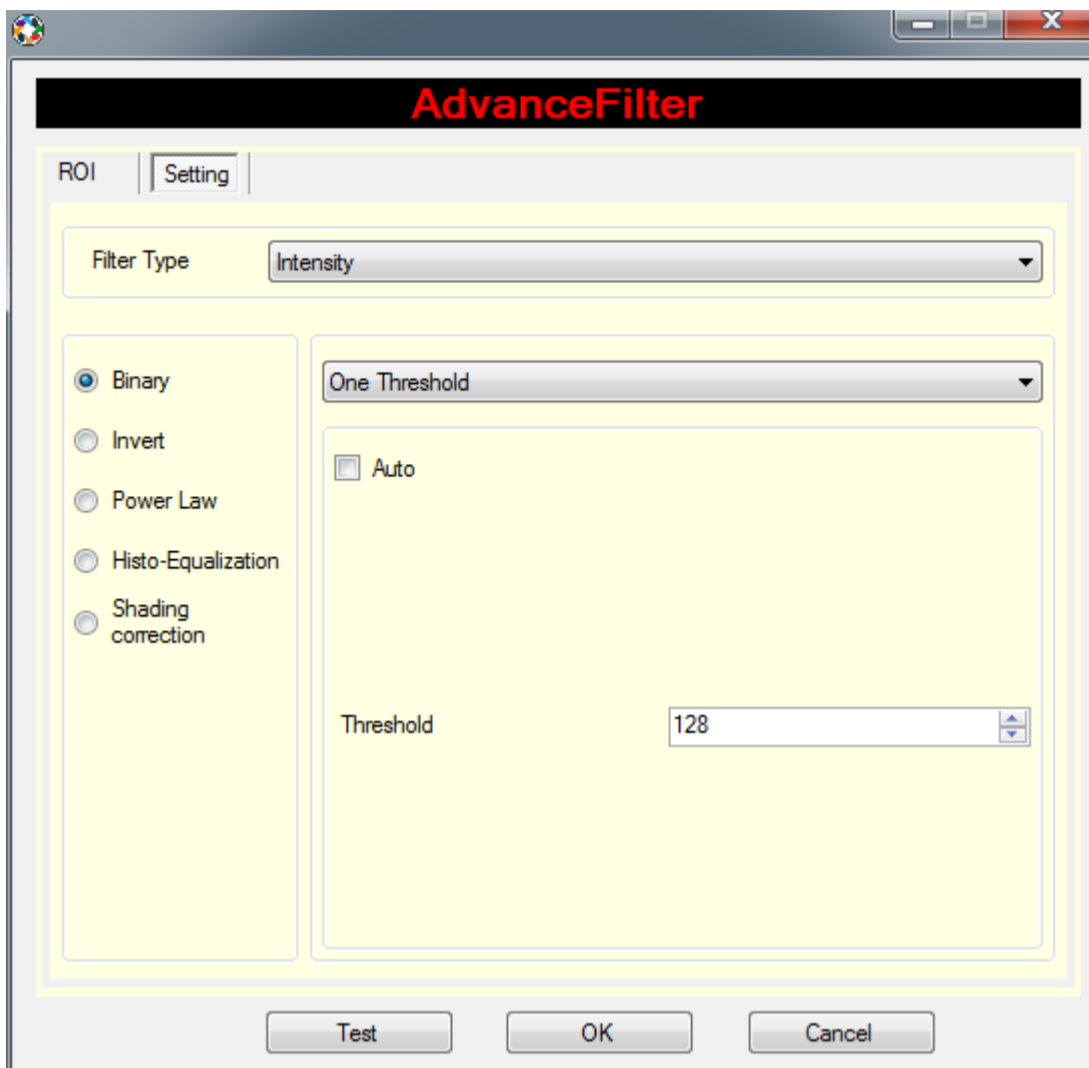 AdvanceFilter
ROI
Setting
Filter Type
Intensity
Binary
Invert
Power Law
Histo-Equalization
Shading
correction
One Threshold
Auto
Threshold
128
Test
OK
Cancel